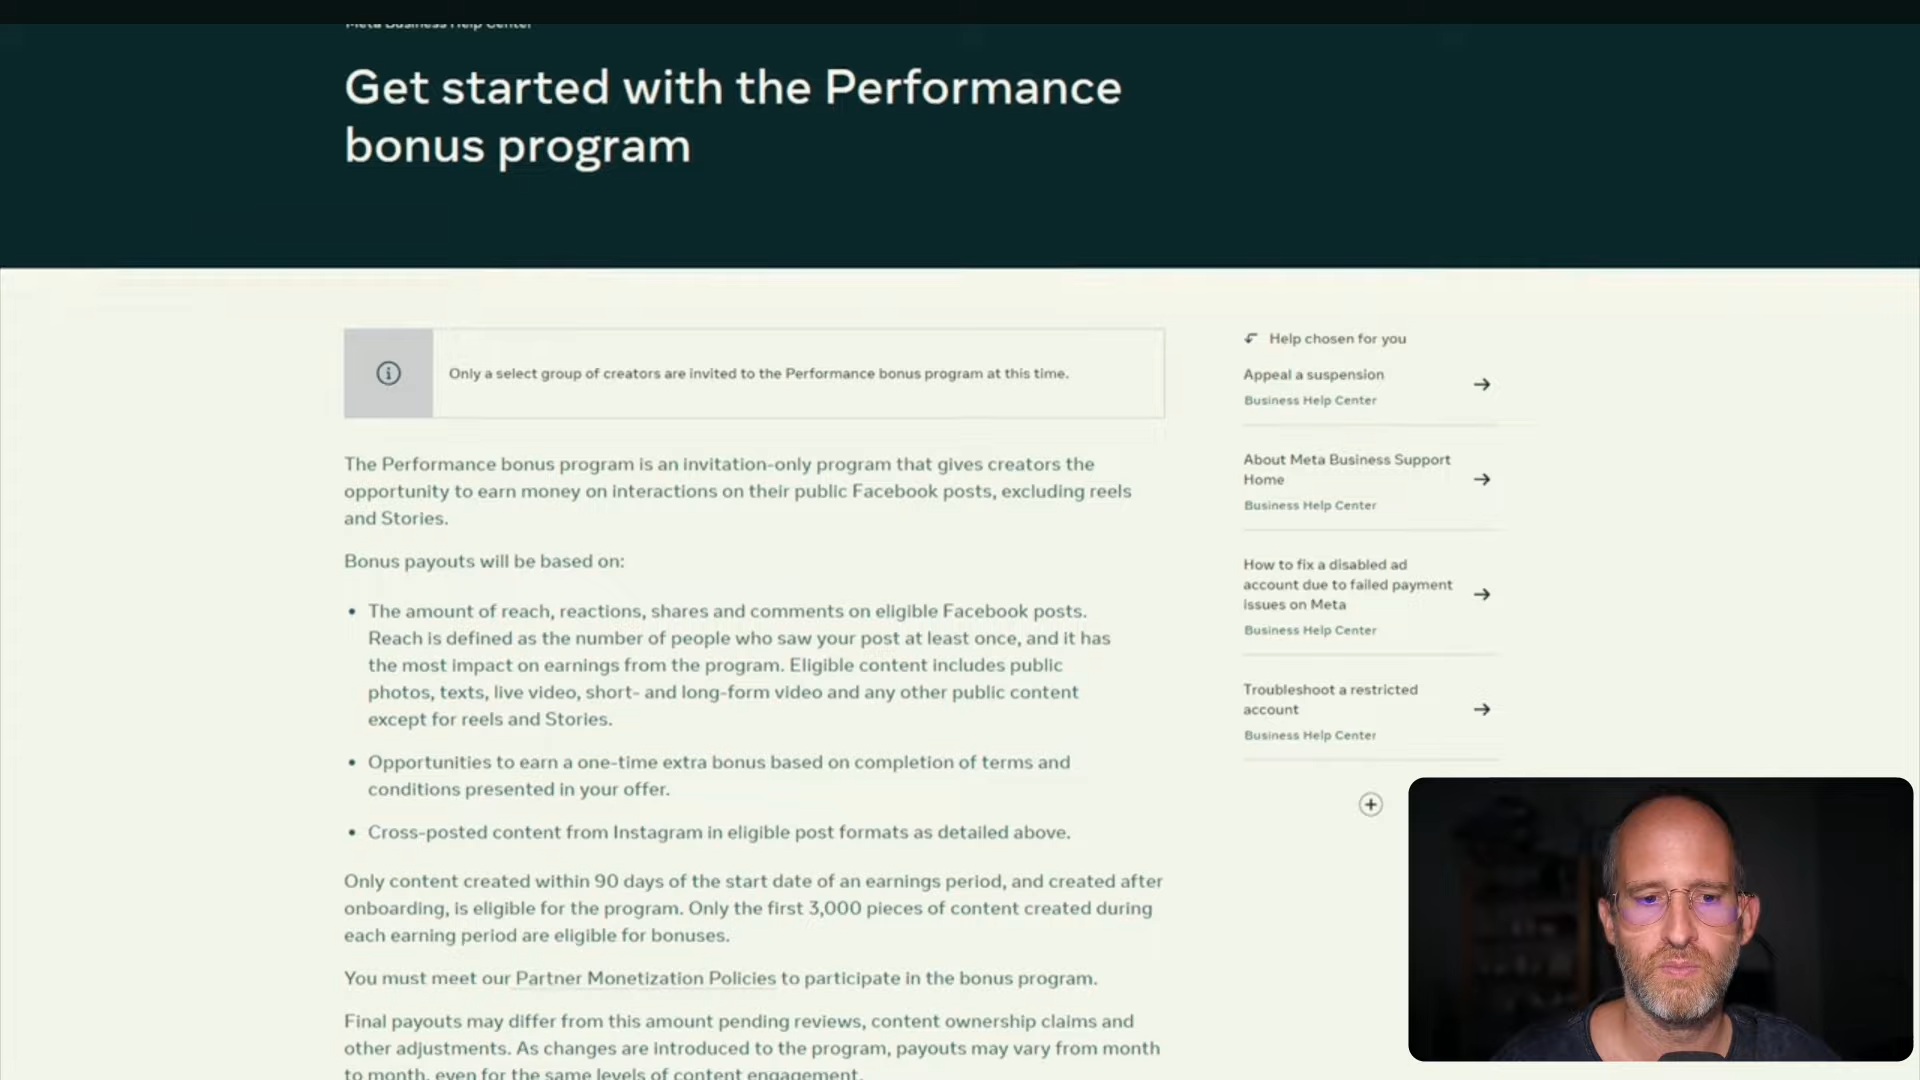 Meta Business Help Center
Get started with the Performance
bonus program
Only a select group of creators are invited to the Performance bonus program at this time.
The Performance bonus program is an invitation-only program that gives creators the
opportunity to earn money on interactions on their public Facebook posts, excluding reels
and Stories.
Bonus payouts will be based on:
• The amount of reach, reactions, shares and comments on eligible Facebook posts.
Reach is defined as the number of people who saw your post at least once, and it has
the most impact on earnings from the program. Eligible content includes public
photos, texts, live video, short- and long-form video and any other public content
except for reels and Stories.
• Opportunities to earn a one-time extra bonus based on completion of terms and
conditions presented in your offer.
• Cross-posted content from Instagram in eligible post formats as detailed above.
Only content created within 90 days of the start date of an earnings period, and created after
onboarding, is eligible for the program. Only the first 3,000 pieces of content created during
each earning period are eligible for bonuses.
You must meet our Partner Monetization Policies to participate in the bonus program.
Final payouts may differ from this amount pending reviews, content ownership claims and
other adjustments. As changes are introduced to the program, payouts may vary from month
to month, even for the same levels of content engagement.
Help chosen for you
Appeal a suspension
Business Help Center
About Meta Business Support
Home
Business Help Center
How to fix a disabled ad
account due to failed payment
issues on Meta
Business Help Center
Troubleshoot a restricted
account
Business Help Center